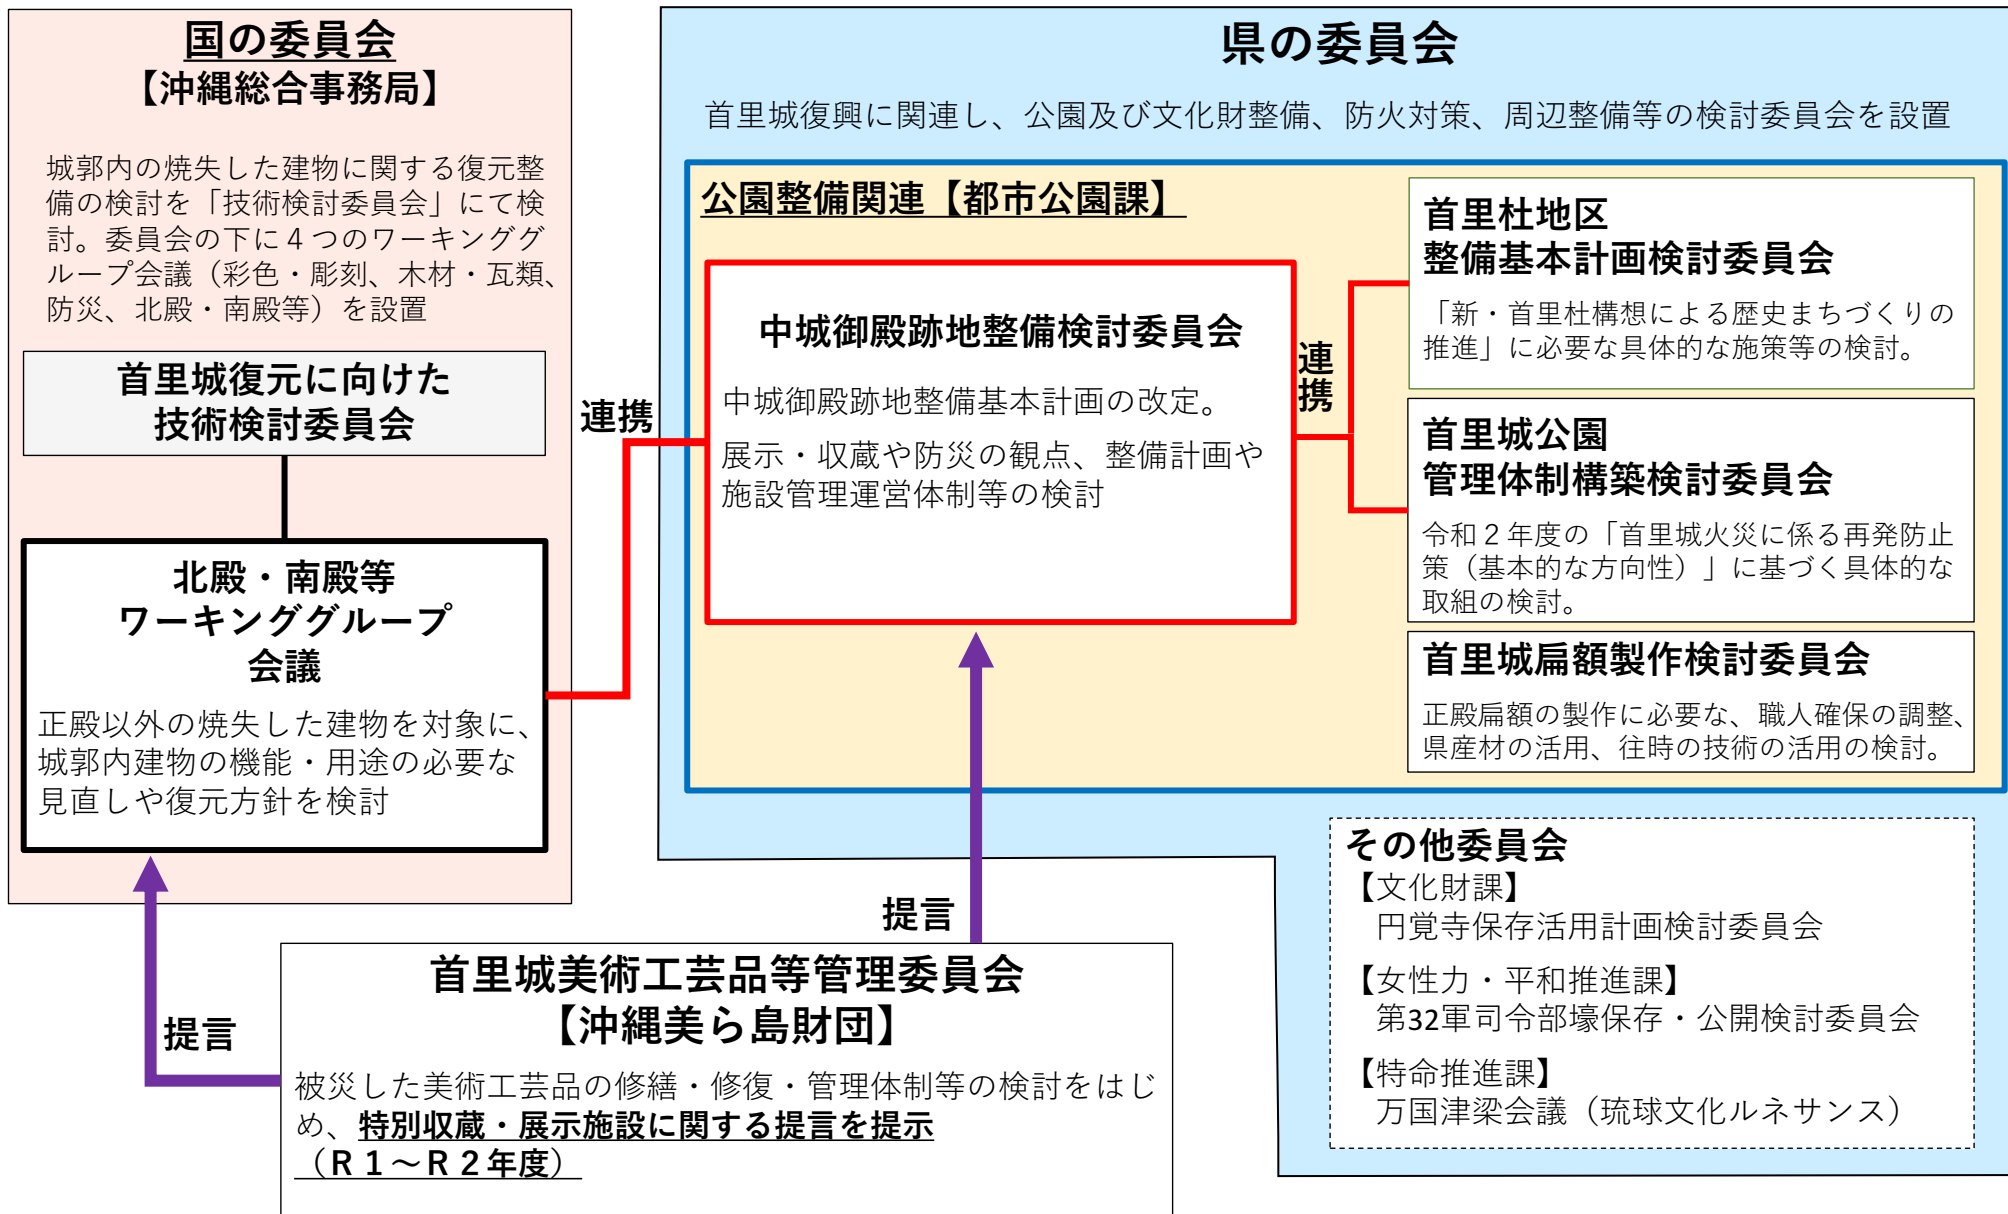 国の委員会
【沖縄総合事務局】
城郭内の焼失した建物に関する復元整
備の検討を「技術検討委員会」にて検
討。委員会の下に４つのワーキンググ
ループ会議（彩色・彫刻、木材・瓦類、
防災、北殿・南殿等）を設置
首里城復元に向けた
技術検討委員会
北殿・南殿等
ワーキンググループ
会議
正殿以外の焼失した建物を対象に、
城郭内建物の機能・用途の必要な
見直しや復元方針を検討
連携
県の委員会
首里城復興に関連し、公園及び文化財整備、防火対策、周辺整備等の検討委員会を設置
公園整備関連【都市公園課】
中城御殿跡地整備検討委員会
中城御殿跡地整備基本計画の改定。
展示・収蔵や防災の観点、整備計画や
施設管理運営体制等の検討
連携
首里杜地区
整備基本計画検討委員会
「新・首里杜構想による歴史まちづくりの
推進」に必要な具体的な施策等の検討。
首里城公園
管理体制構築検討委員会
令和２年度の「首里城火災に係る再発防止
策（基本的な方向性）」に基づく具体的な
取組の検討。
首里城扁額製作検討委員会
正殿扁額の製作に必要な、職人確保の調整、
県産材の活用、往時の技術の活用の検討。
その他委員会
【文化財課】
円覚寺保存活用計画検討委員会
【女性力・平和推進課】
第32軍司令部壕保存・公開検討委員会
【特命推進課】
万国津梁会議（琉球文化ルネサンス）
提言
提言
首里城美術工芸品等管理委員会
【沖縄美ら島財団】
被災した美術工芸品の修繕・修復・管理体制等の検討をはじ
め、特別収蔵・展示施設に関する提言を提示
（Ｒ１～Ｒ２年度）